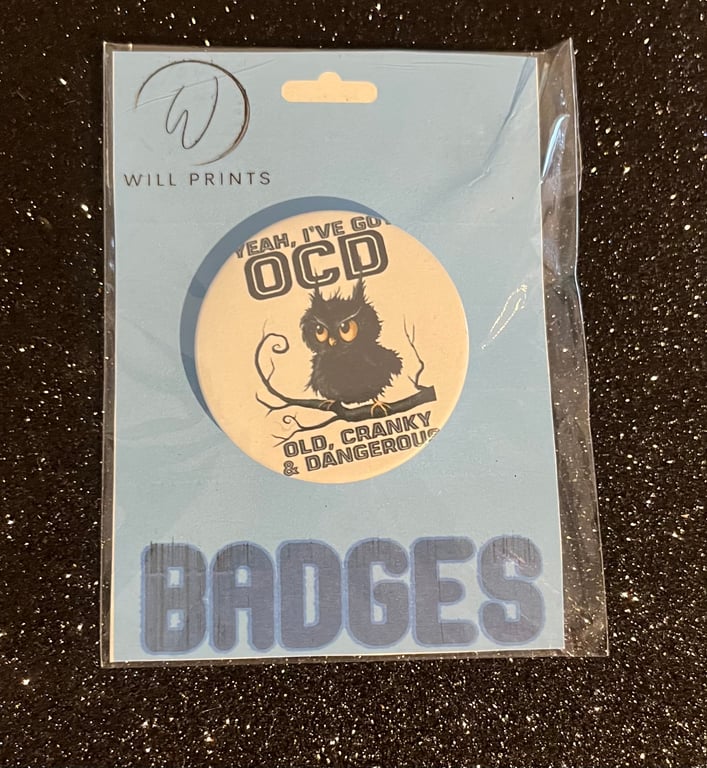 W
WILL PRINTS
YEAH, I'VE GOT
OCD
OLD, CRANKY
& DANGEROUS
BADGES